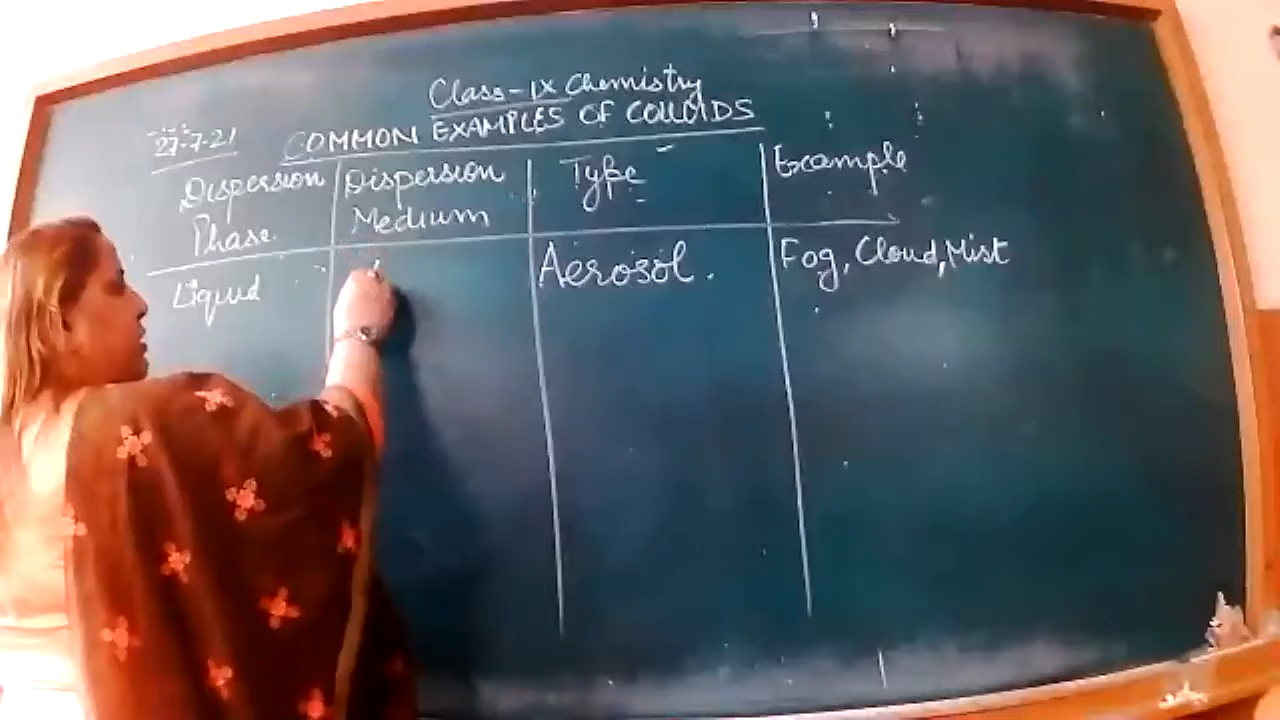 Class-IX Chemistry
27-7-21
COMMON EXAMPLES OF COLLOIDS
Dispersion Phase
Dispersion Medium
Type
Example
Liquid
Aerosol.
Fog, Cloud, Mist